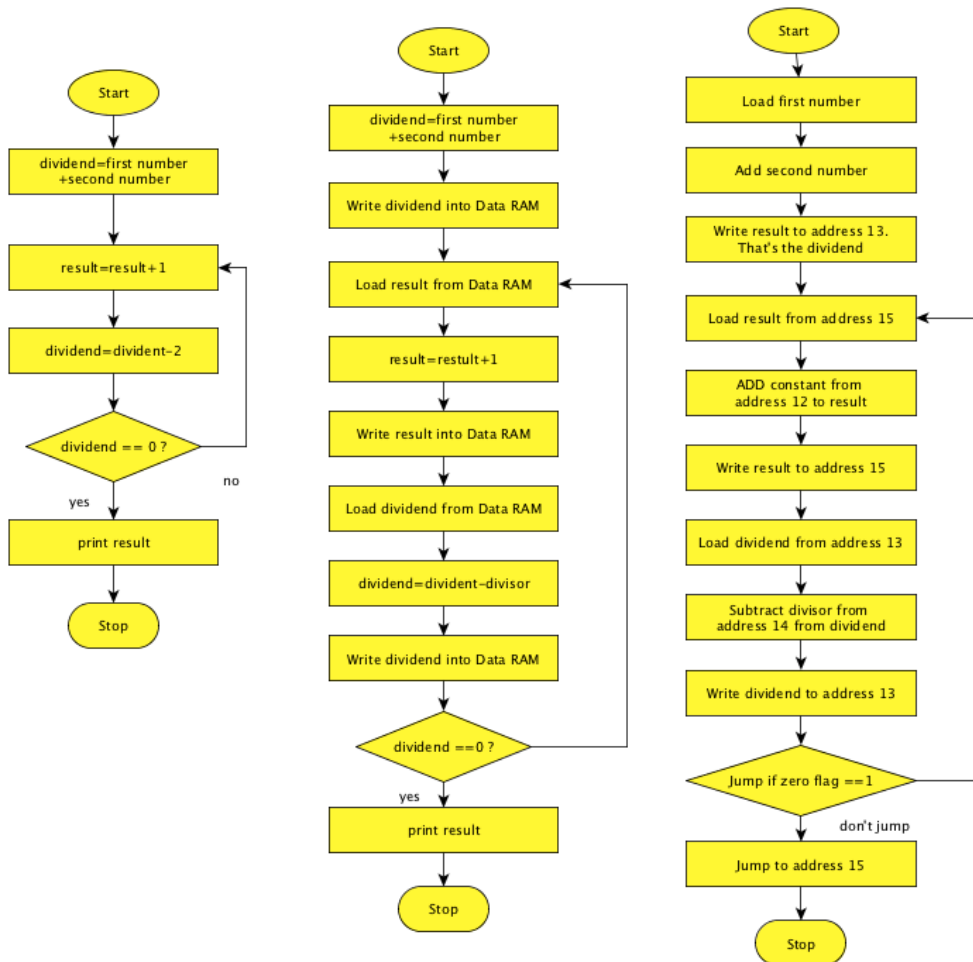 Start
dividend=first number
+second number
result=result+1
dividend=divident-2
dividend == 0 ?
no
yes
print result
Stop
Start
dividend=first number
+second number
Write dividend into Data RAM
Load result from Data RAM
result=restult+1
Write result into Data RAM
Load dividend from Data RAM
dividend=divident-divisor
Write dividend into Data RAM
dividend ==0 ?
yes
print result
Stop
Start
Load first number
Add second number
Write result to address 13.
That's the dividend
Load result from address 15
ADD constant from
address 12 to result
Write result to address 15
Load dividend from address 13
Subtract divisor from
address 14 from dividend
Write dividend to address 13
Jump if zero flag ==1
don't jump
Jump to address 15
Stop